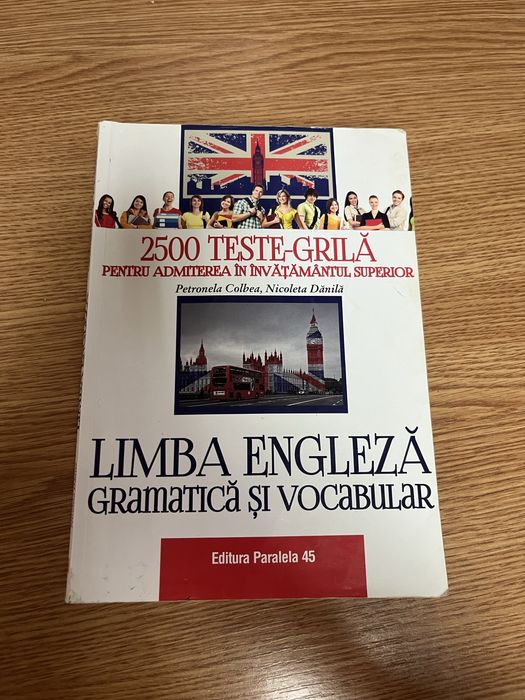 2500 TESTE-GRILĂ
PENTRU ADMITEREA ÎN ÎNVĂȚĂMÂNTUL SUPERIOR
Petronela Colbea, Nicoleta Dănilă
LIMBA ENGLEZĂ
GRAMATICĂ ȘI VOCABULAR
Editura Paralela 45